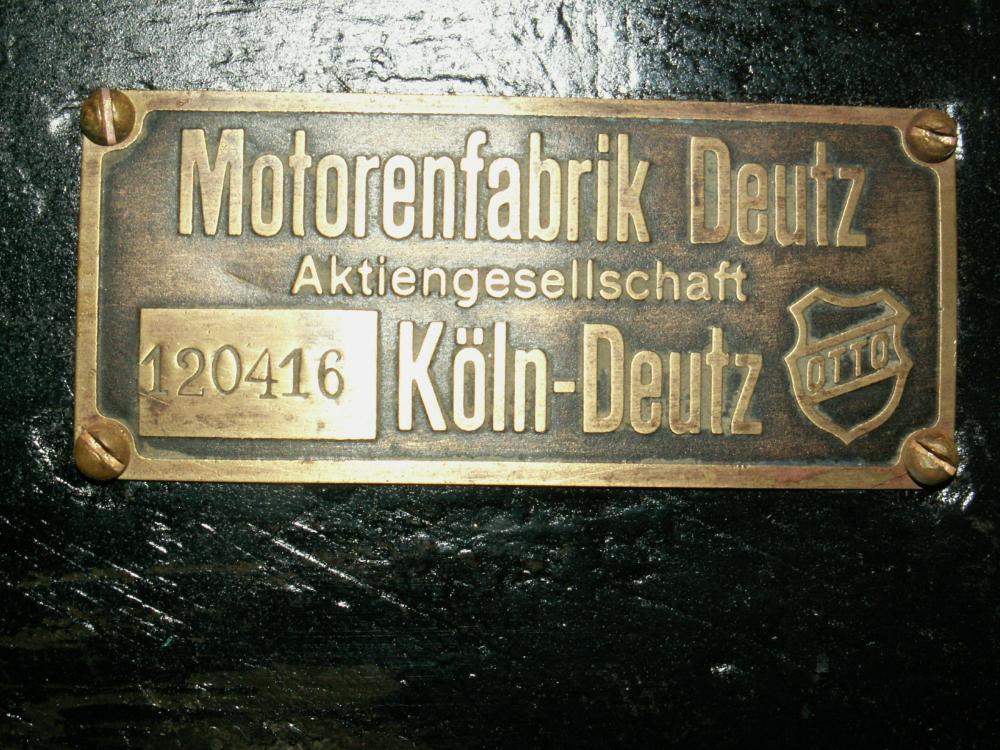 Motorenfabrik Deutz
Aktiengesellschaft
120416 Köln-Deutz
OTTO